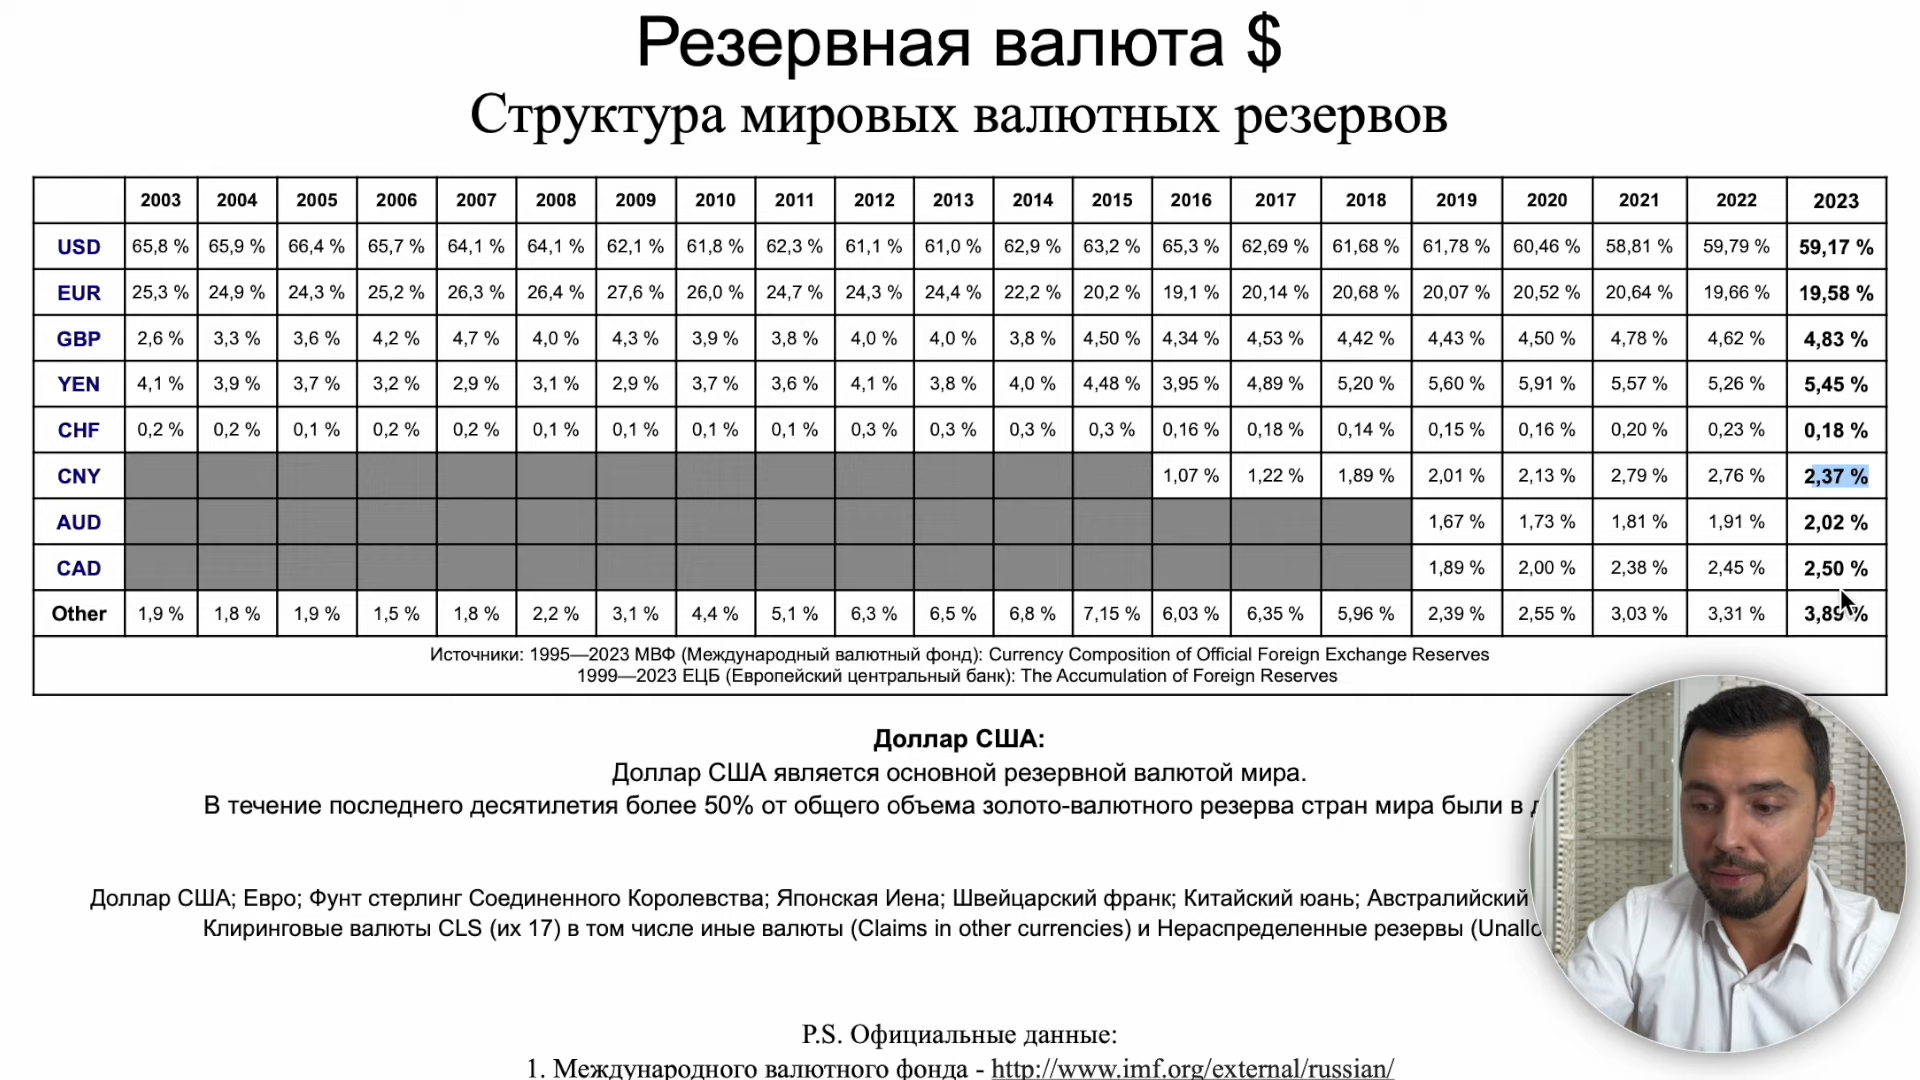 Резервная валюта $
Структура мировых валютных резервов
2003 2004 2005 2006 2007 2008 2009 2010 2011 2012 2013 2014 2015 2016 2017 2018 2019 2020 2021 2022 2023
USD 65,8 % 65,9 % 66,4 % 65,7 % 64,1 % 64,1 % 62,1 % 61,8 % 62,3 % 61,1 % 61,0 % 62,9 % 63,2 % 65,3 % 62,69 % 61,68 % 61,78 % 60,46 % 58,81 % 59,79 % 59,17 %
EUR 25,3 % 24,9 % 24,3 % 25,2 % 26,3 % 26,4 % 27,6 % 26,0 % 24,7 % 24,3 % 24,4 % 22,2 % 20,2 % 19,1 % 20,14 % 20,68 % 20,07 % 20,52 % 20,64 % 19,66 % 19,58 %
GBP 2,6 % 3,3 % 3,6 % 4,2 % 4,7 % 4,0 % 4,3 % 3,9 % 3,8 % 4,0 % 4,0 % 3,8 % 4,50 % 4,34 % 4,53 % 4,42 % 4,43 % 4,50 % 4,78 % 4,62 % 4,83 %
YEN 4,1 % 3,9 % 3,7 % 3,2 % 2,9 % 3,1 % 2,9 % 3,7 % 3,6 % 4,1 % 3,8 % 4,0 % 4,48 % 3,95 % 4,89 % 5,20 % 5,60 % 5,91 % 5,57 % 5,26 % 5,45 %
CHF 0,2 % 0,2 % 0,1 % 0,2 % 0,2 % 0,1 % 0,1 % 0,1 % 0,1 % 0,3 % 0,3 % 0,3 % 0,3 % 0,16 % 0,18 % 0,14 % 0,15 % 0,16 % 0,20 % 0,23 % 0,18 %
CNY 1,07 % 1,22 % 1,89 % 2,01 % 2,13 % 2,79 % 2,76 % 2,37 %
AUD 1,67 % 1,73 % 1,81 % 1,91 % 2,02 %
CAD 1,89 % 2,00 % 2,38 % 2,45 % 2,50 %
Other 1,9 % 1,8 % 1,9 % 1,5 % 1,8 % 2,2 % 3,1 % 4,4 % 5,1 % 6,3 % 6,5 % 6,8 % 7,15 % 6,03 % 6,35 % 5,96 % 2,39 % 2,55 % 3,03 % 3,31 % 3,89 %
Источники: 1995—2023 МВФ (Международный валютный фонд): Currency Composition of Official Foreign Exchange Reserves
1999—2023 ЕЦБ (Европейский центральный банк): The Accumulation of Foreign Reserves
Доллар США:
Доллар США является основной резервной валютой мира.
В течение последнего десятилетия более 50% от общего объема золото-валютного резерва стран мира были в
Доллар США; Евро; Фунт стерлинг Соединенного Королевства; Японская Иена; Швейцарский франк; Китайский юань; Австралийский
Клиринговые валюты CLS (их 17) в том числе иные валюты (Claims in other currencies) и Нераспределенные резервы
P.S. Официальные данные:
1. Международного валютного фонда - http://www.imf.org/external/russian/